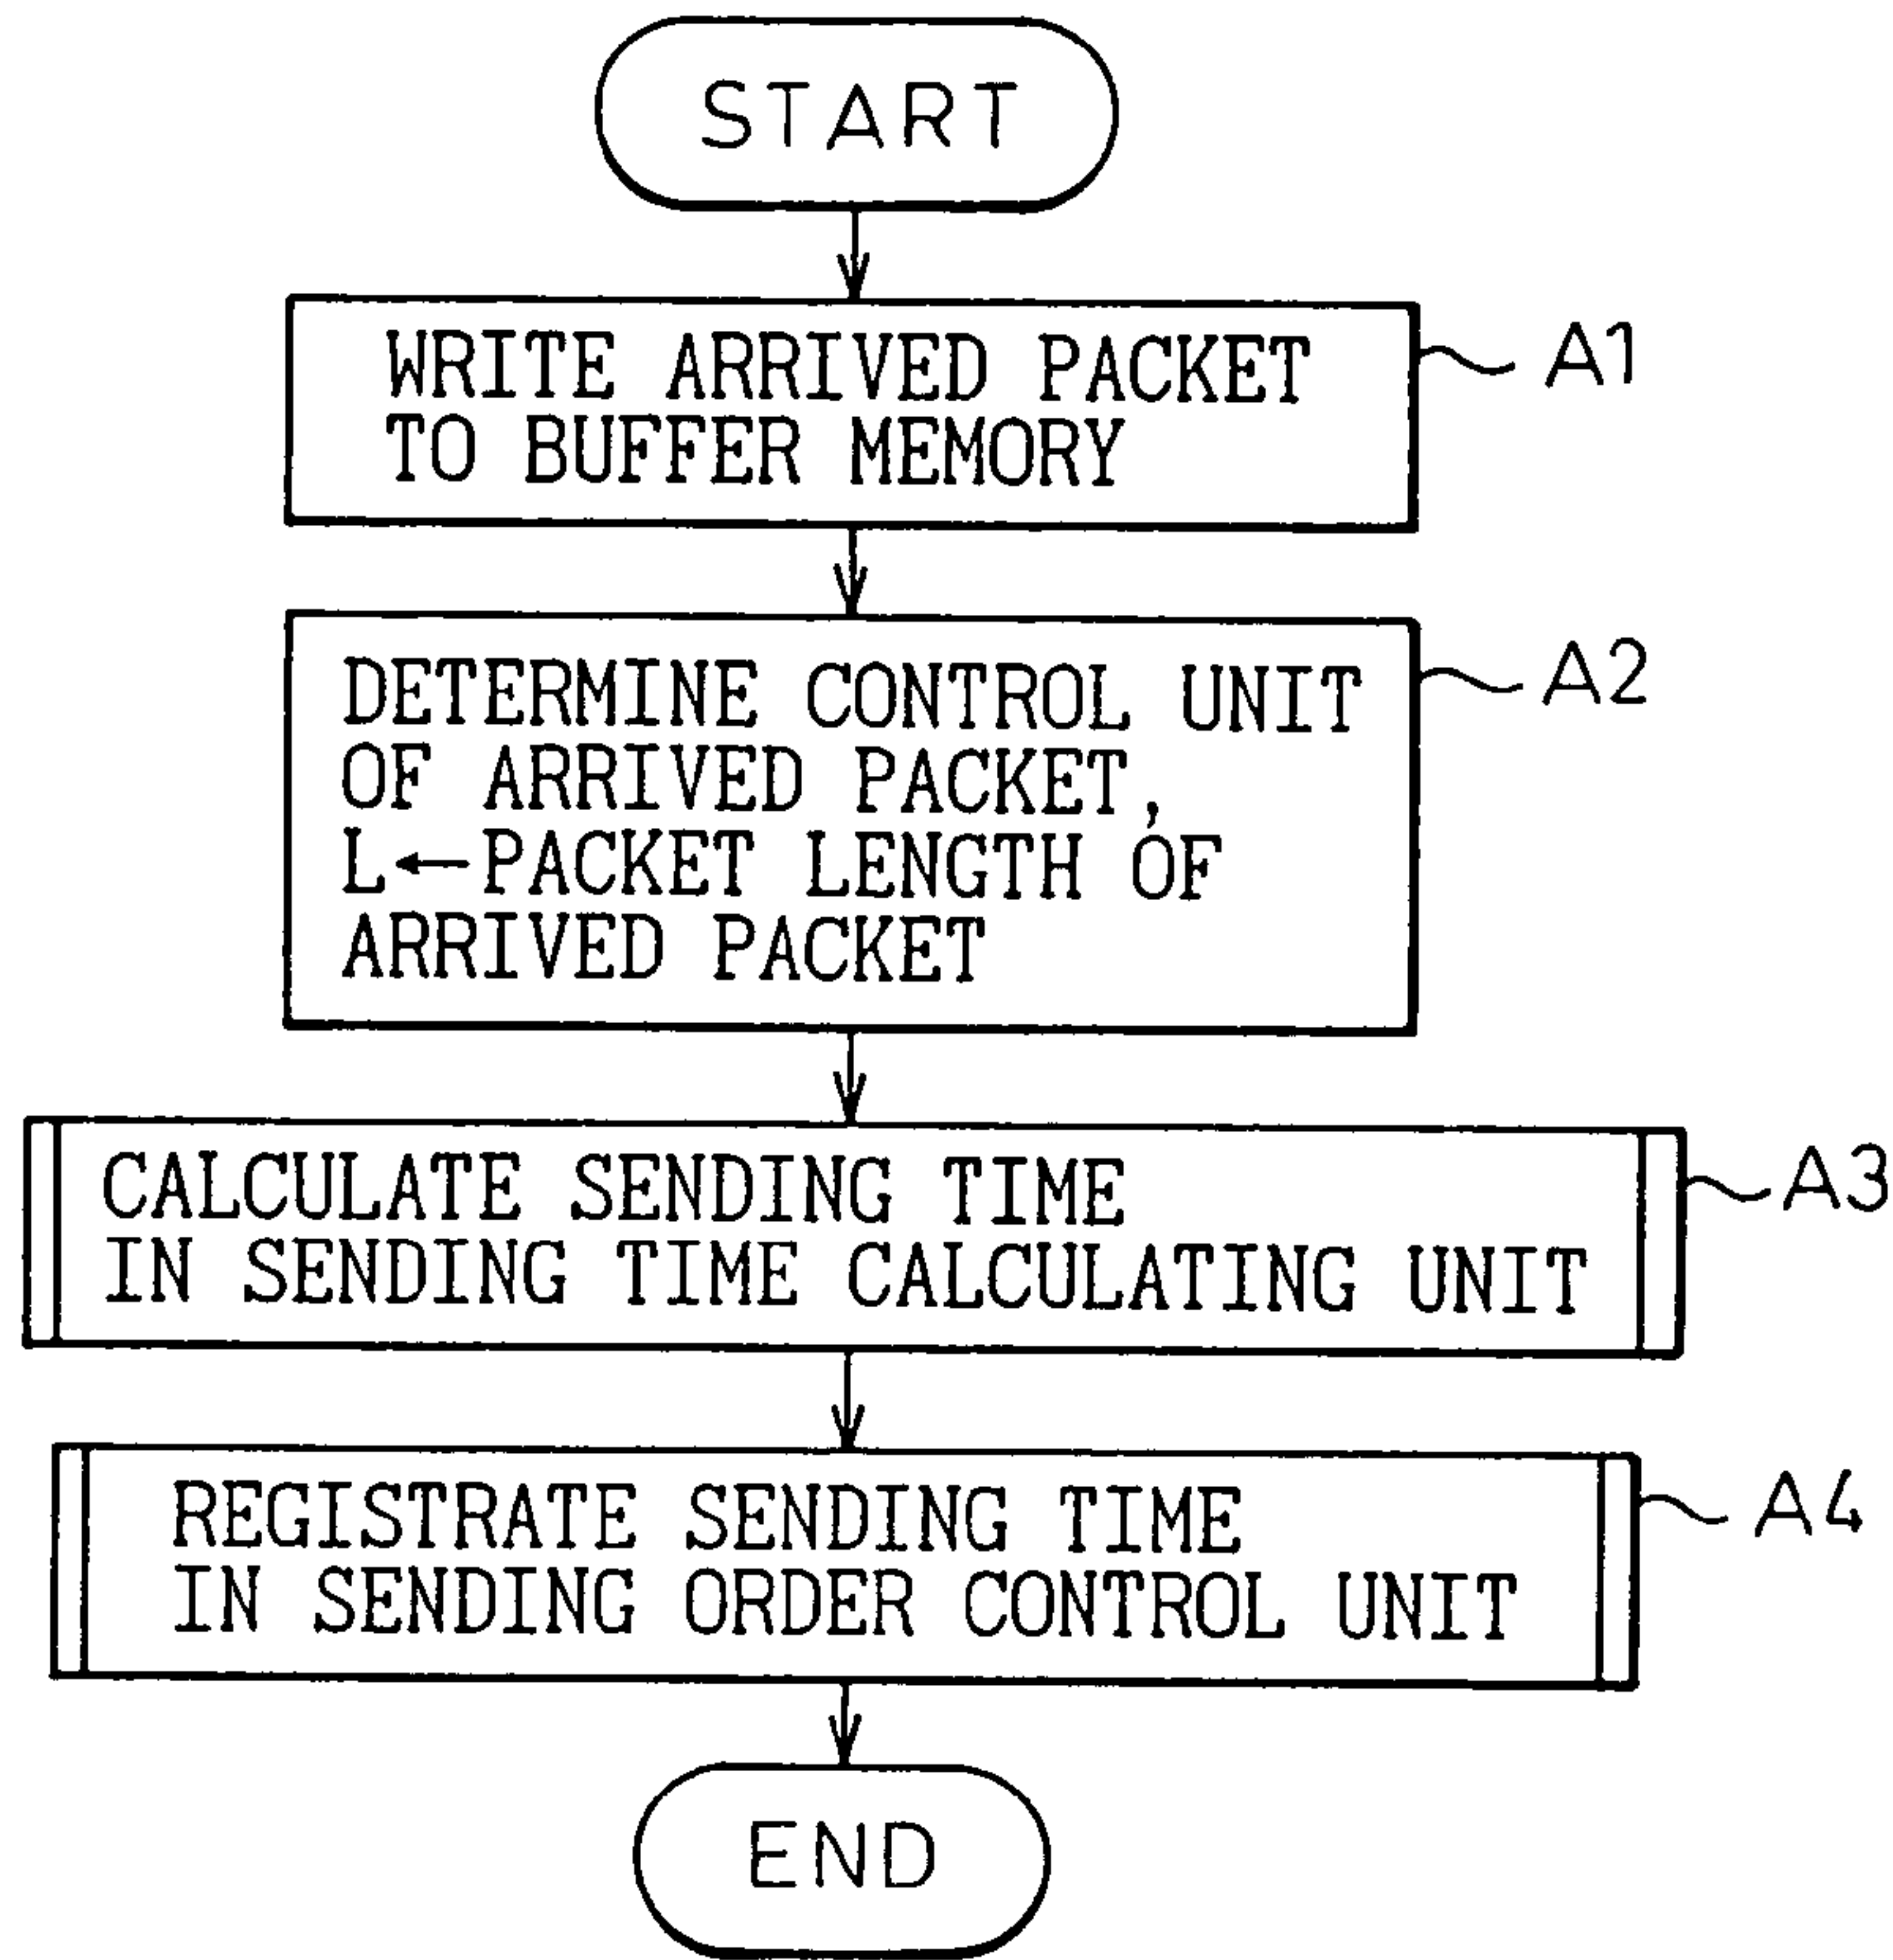 START
WRITE ARRIVED PACKET
TO BUFFER MEMORY
A1
DETERMINE CONTROL UNIT
OF ARRIVED PACKET,
L←PACKET LENGTH OF
ARRIVED PACKET
A2
CALCULATE SENDING TIME
IN SENDING TIME CALCULATING UNIT
A3
REGISTRATE SENDING TIME
IN SENDING ORDER CONTROL UNIT
A4
END